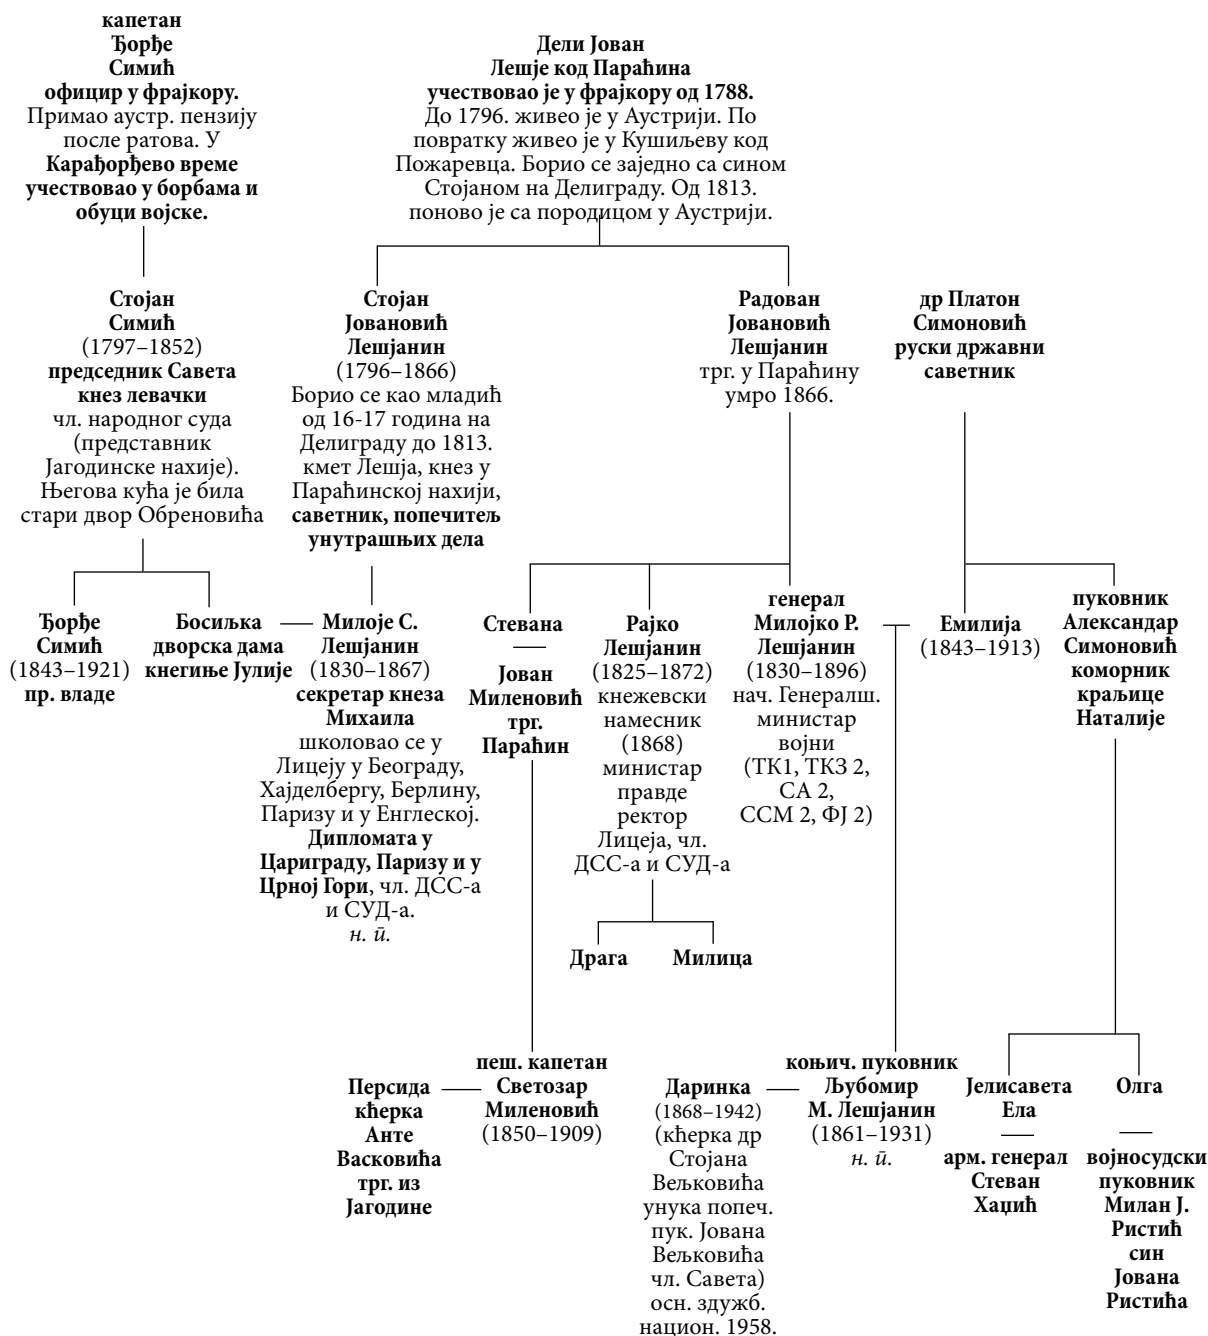 капетан
Ђорђе
Симић
официр у фрајкору.
Примао аустр. пензију
после ратова. У
Карађорђево време
учествовао у борбама и
обуци војске.
Дели Јован
Лешје код Параћина
учествовао је у фрајкору од 1788.
До 1796. живео је у Аустрији. По
повратку живео је у Кушиљеву код
Пожаревца. Борио се заједно са сином
Стојаном на Делиграду. Од 1813.
поново је са породицом у Аустрији.
Стојан
Симић
(1797–1852)
председник Савета
кнез левачки
чл. народног суда
(представник
Јагодинске нахије).
Његова кућа је била
стари двор Обреновића
Стојан
Јовановић
Лешјанин
(1796–1866)
Борио се као младић
од 16-17 година на
Делиграду до 1813.
кмет Лешја, кнез у
Параћинској нахији,
саветник, попечитељ
унутрашњих дела
Радован
Јовановић
Лешјанин
трг. у Параћину
умро 1866.
др Платон
Симоновић
руски државни
саветник
Ђорђе
Симић
(1843–1921)
пр. владе
Босиљка
дворска дама
кнегиње Јулије
Милоје С.
Лешјанин
(1830–1867)
секретар кнеза
Михаила
школовао се у
Лицеју у Београду,
Хајделбергу, Берлину,
Паризу и у Енглеској.
Дипломата у
Цариграду, Паризу и у
Црној Гори, чл. ДСС-а
и СУД-а.
н. п̄.
Стевана
Јован
Миленовић
трг.
Параћин
Рајко
Лешјанин
(1825–1872)
кнежевски
намесник
(1868)
министар
правде
ректор
Лицеја, чл.
ДСС-а и СУД-а
генерал
Милојко Р.
Лешјанин
(1830–1896)
нач. Генералш.
министар
војни
(ТК1, ТКЗ 2,
СА 2,
ССМ 2, ФЈ 2)
Емилија
(1843–1913)
пуковник
Александар
Симоновић
коморник
краљице
Наталије
Драга
Милица
Персида
кћерка
Анте
Васковића
трг. из
Јагодине
пеш. капетан
Светозар
Миленовић
(1850–1909)
Даринка
(1868–1942)
(кћерка др
Стојана
Вељковића
унука попеч.
пук. Јована
Вељковића
чл. Савета)
осн. здужб.
национ. 1958.
коњич. пуковник
Љубомир
М. Лешјанин
(1861–1931)
н. п̄.
Јелисавета
Ела
арм. генерал
Стеван
Хаџић
Олга
војносудски
пуковник
Милан Ј.
Ристић
син
Јована
Ристића